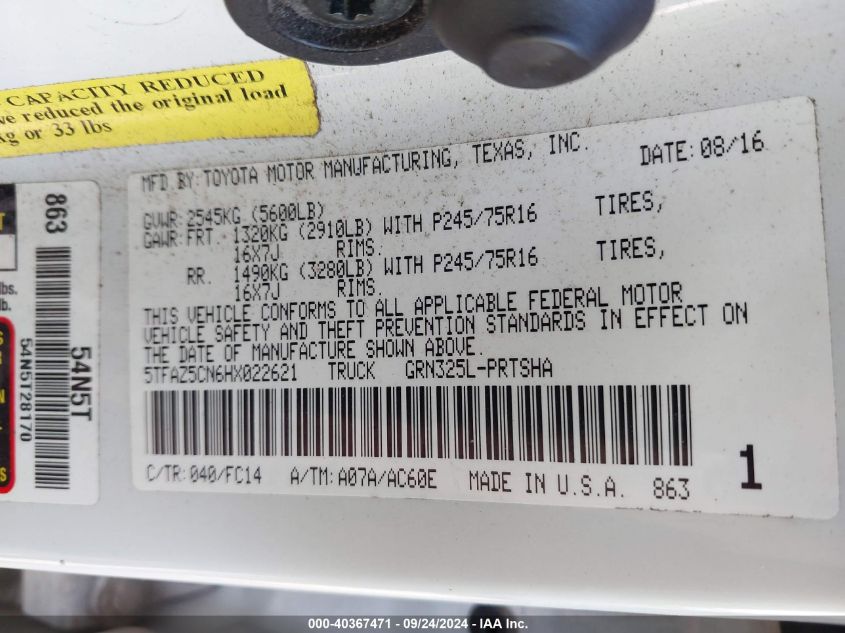 CAPACITY REDUCED
reduced the original load
or 33 lbs
MFD BY: TOYOTA MOTOR MANUFACTURING, TEXAS, INC. DATE: 08/16
GVWR: 2545KG (5600LB)
GAWR: FRT. 1320KG (2910LB) WITH P245/75R16 TIRES,
16X7J RIMS.
RR. 1490KG (3280LB) WITH P245/75R16 TIRES,
16X7J RIMS.
THIS VEHICLE CONFORMS TO ALL APPLICABLE FEDERAL MOTOR
VEHICLE SAFETY AND THEFT PREVENTION STANDARDS IN EFFECT ON
THE DATE OF MANUFACTURE SHOWN ABOVE.
5TFAZ5CN6HX022621 TRUCK GRN325L-PRTSHA
C/TR: 040/FC14 A/TM: A07A/AC60E MADE IN U.S.A. 863
1
863
54N5T
54N5T28170
lbs.
lb.
000-40367471 - 09/24/2024 - IAA Inc.